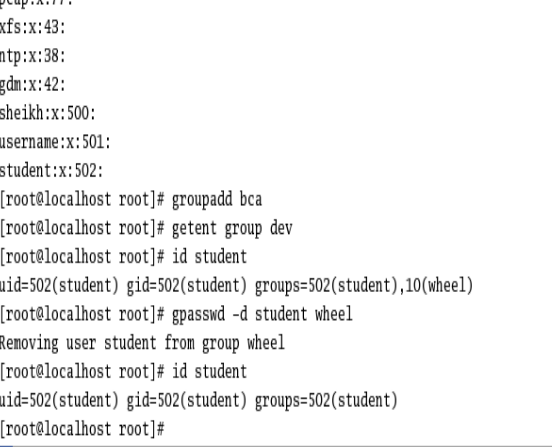 xfs:x:43:
ntp:x:38:
gdm:x:42:
sheikh:x:500:
username:x:501:
student:x:502:
[root@localhost root]# groupadd bca
[root@localhost root]# getent group dev
[root@localhost root]# id student
uid=502(student) gid=502(student) groups=502(student),10(wheel)
[root@localhost root]# gpasswd -d student wheel
Removing user student from group wheel
[root@localhost root]# id student
uid=502(student) gid=502(student) groups=502(student)
[root@localhost root]#